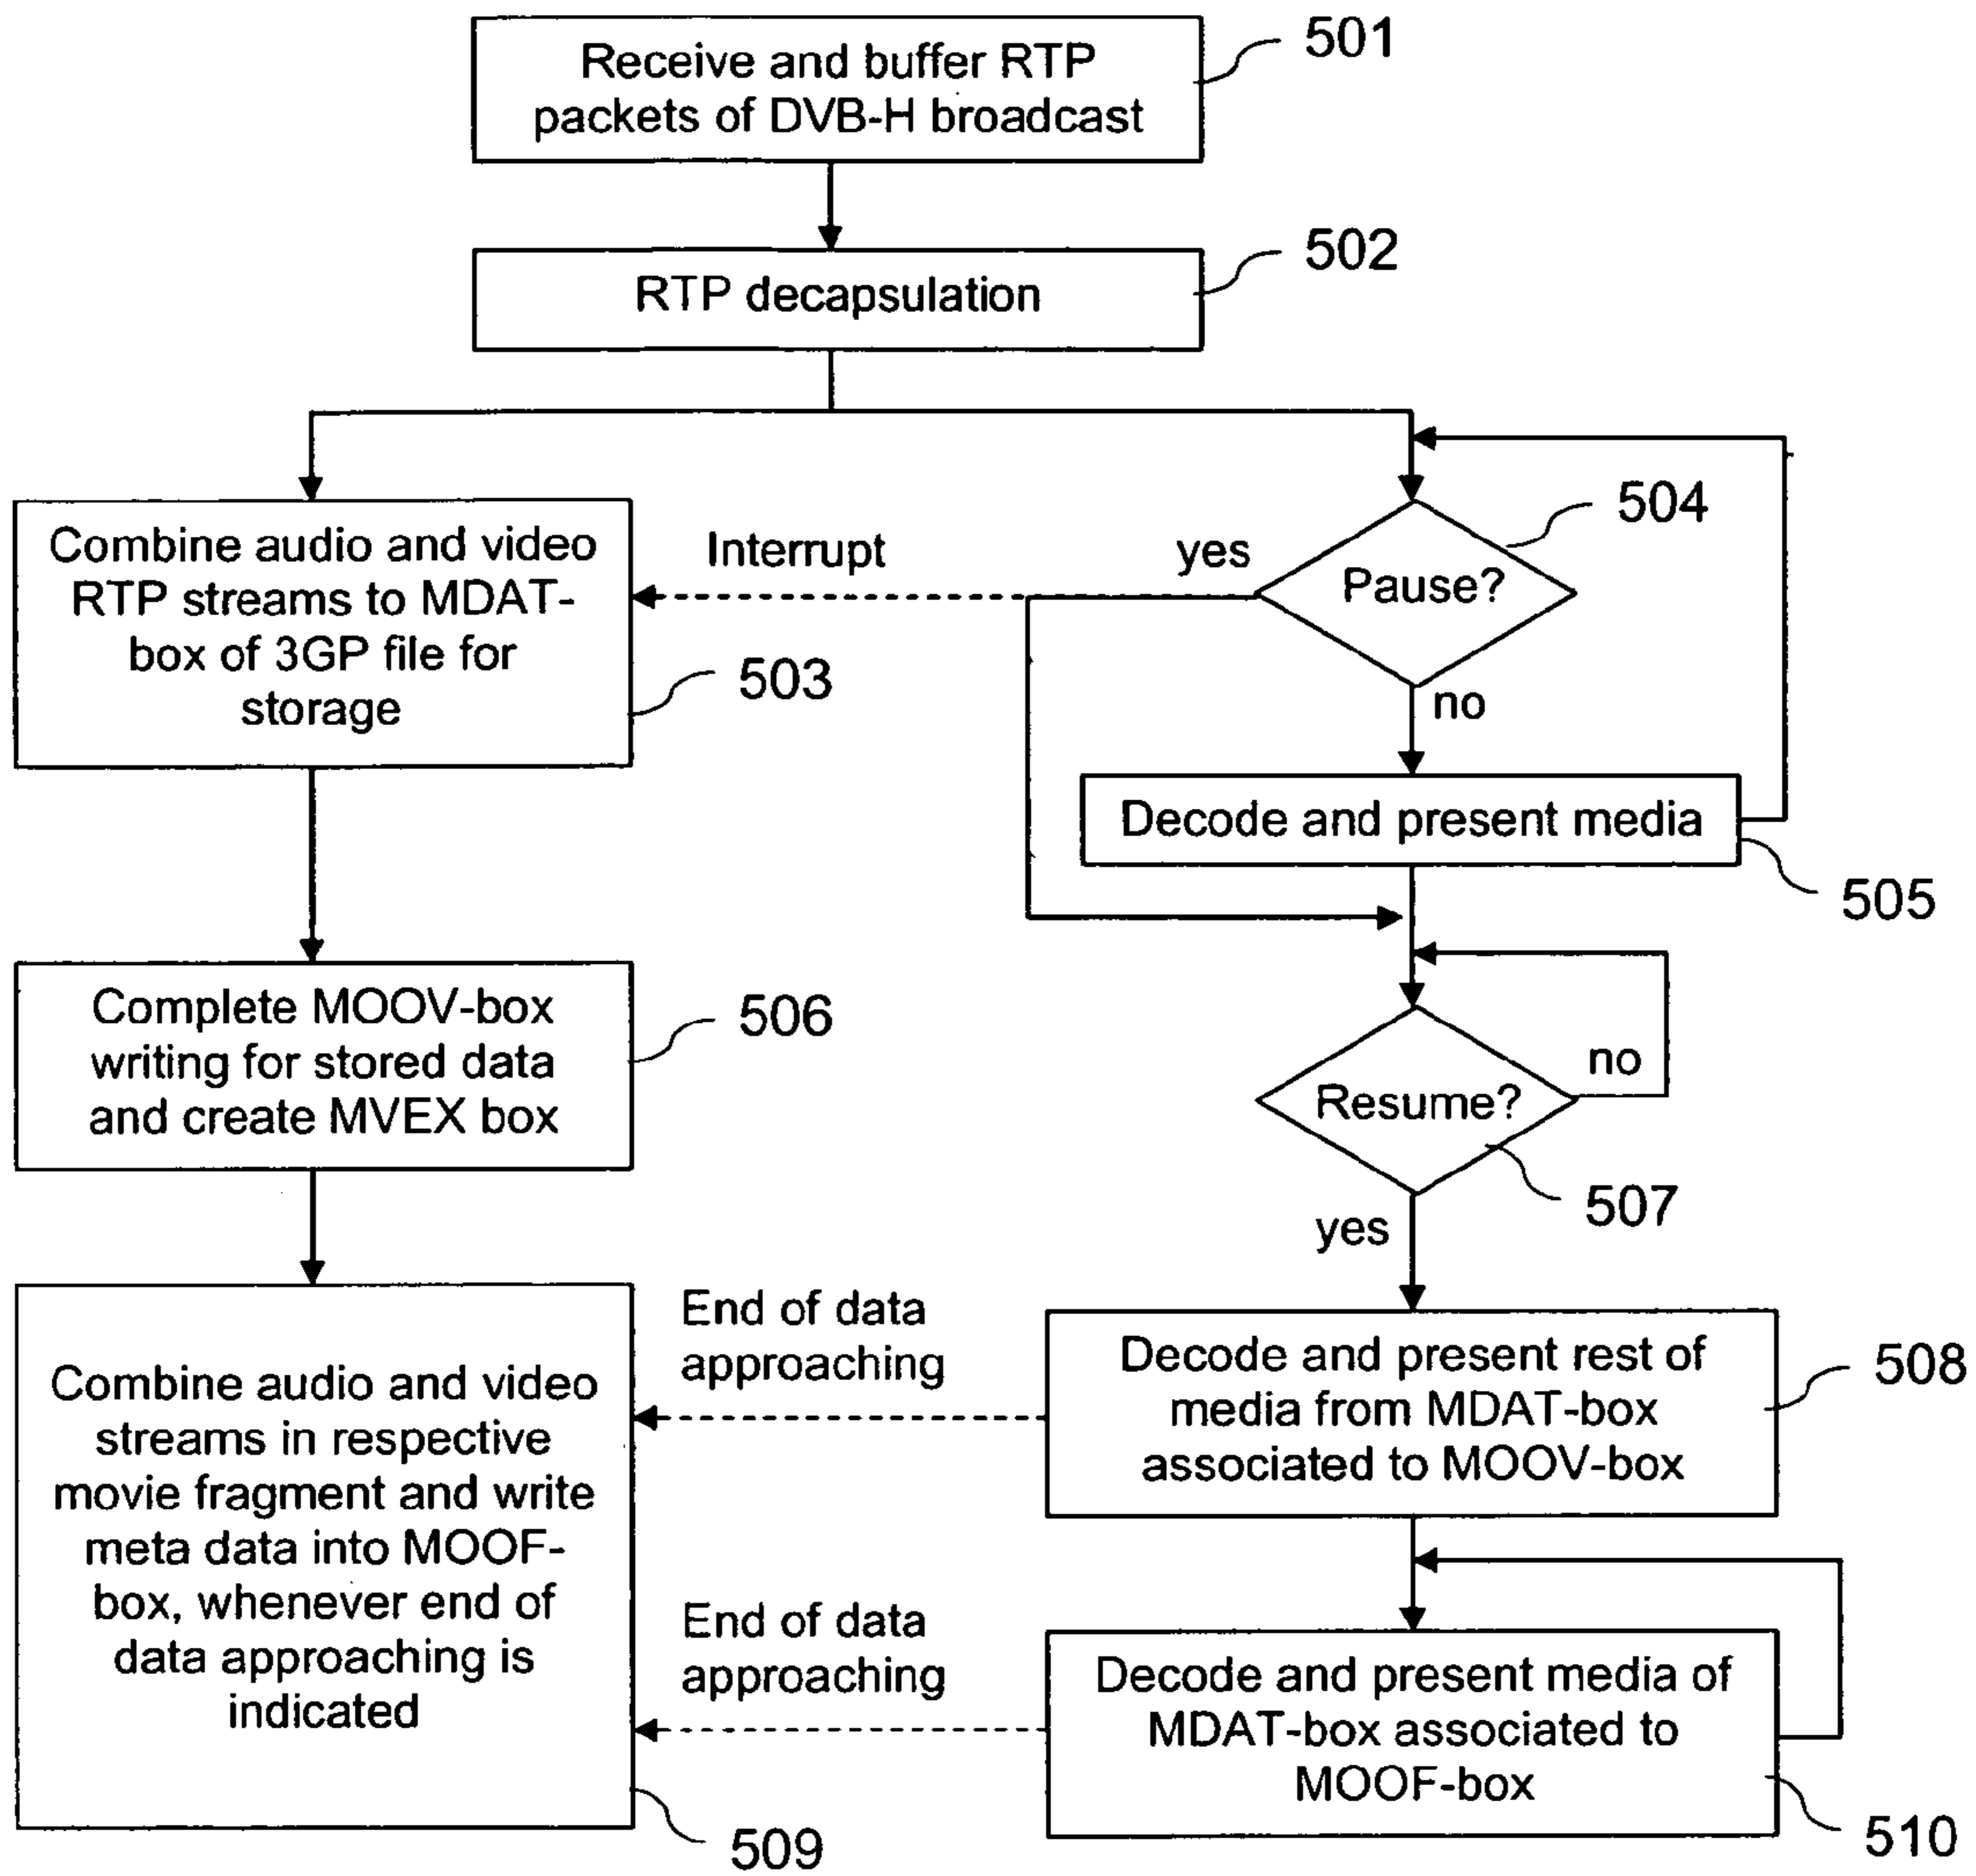 Receive and buffer RTP
packets of DVB-H broadcast
501
RTP decapsulation
502
Combine audio and video
RTP streams to MDAT-
box of 3GP file for
storage
503
Interrupt
yes
Pause?
504
no
Decode and present media
505
Complete MOOV-box
writing for stored data
and create MVEX box
506
Resume?
no
507
yes
Combine audio and video
streams in respective
movie fragment and write
meta data into MOOF-
box, whenever end of
data approaching is
indicated
509
End of data
approaching
Decode and present rest of
media from MDAT-box
associated to MOOV-box
508
End of data
approaching
Decode and present media of
MDAT-box associated to
MOOF-box
510